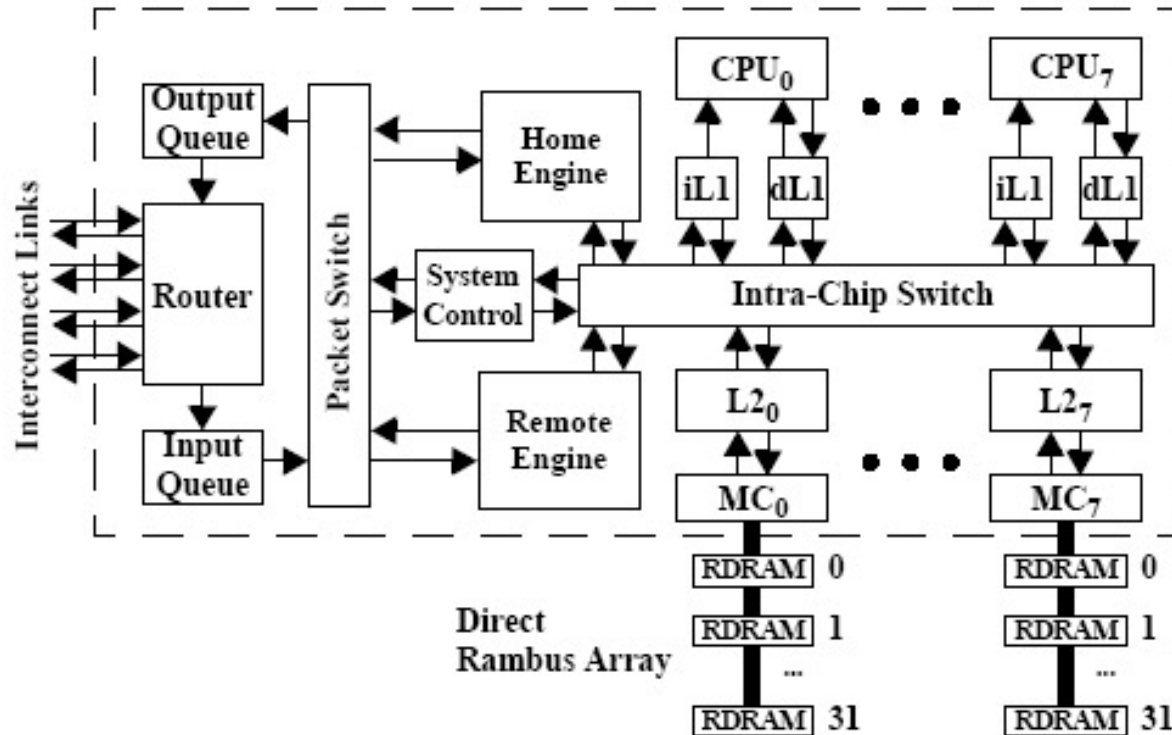 Output
Queue
Router
Input
Queue
Interconnect Links
Packet Switch
Home
Engine
System
Control
Remote
Engine
CPU₀
CPU₇
iL1
dL1
iL1
dL1
Intra-Chip Switch
L2₀
L2₇
MC₀
MC₇
RDRAM 0
RDRAM 0
Direct
Rambus Array
RDRAM 1
RDRAM 1
...
...
RDRAM 31
RDRAM 31